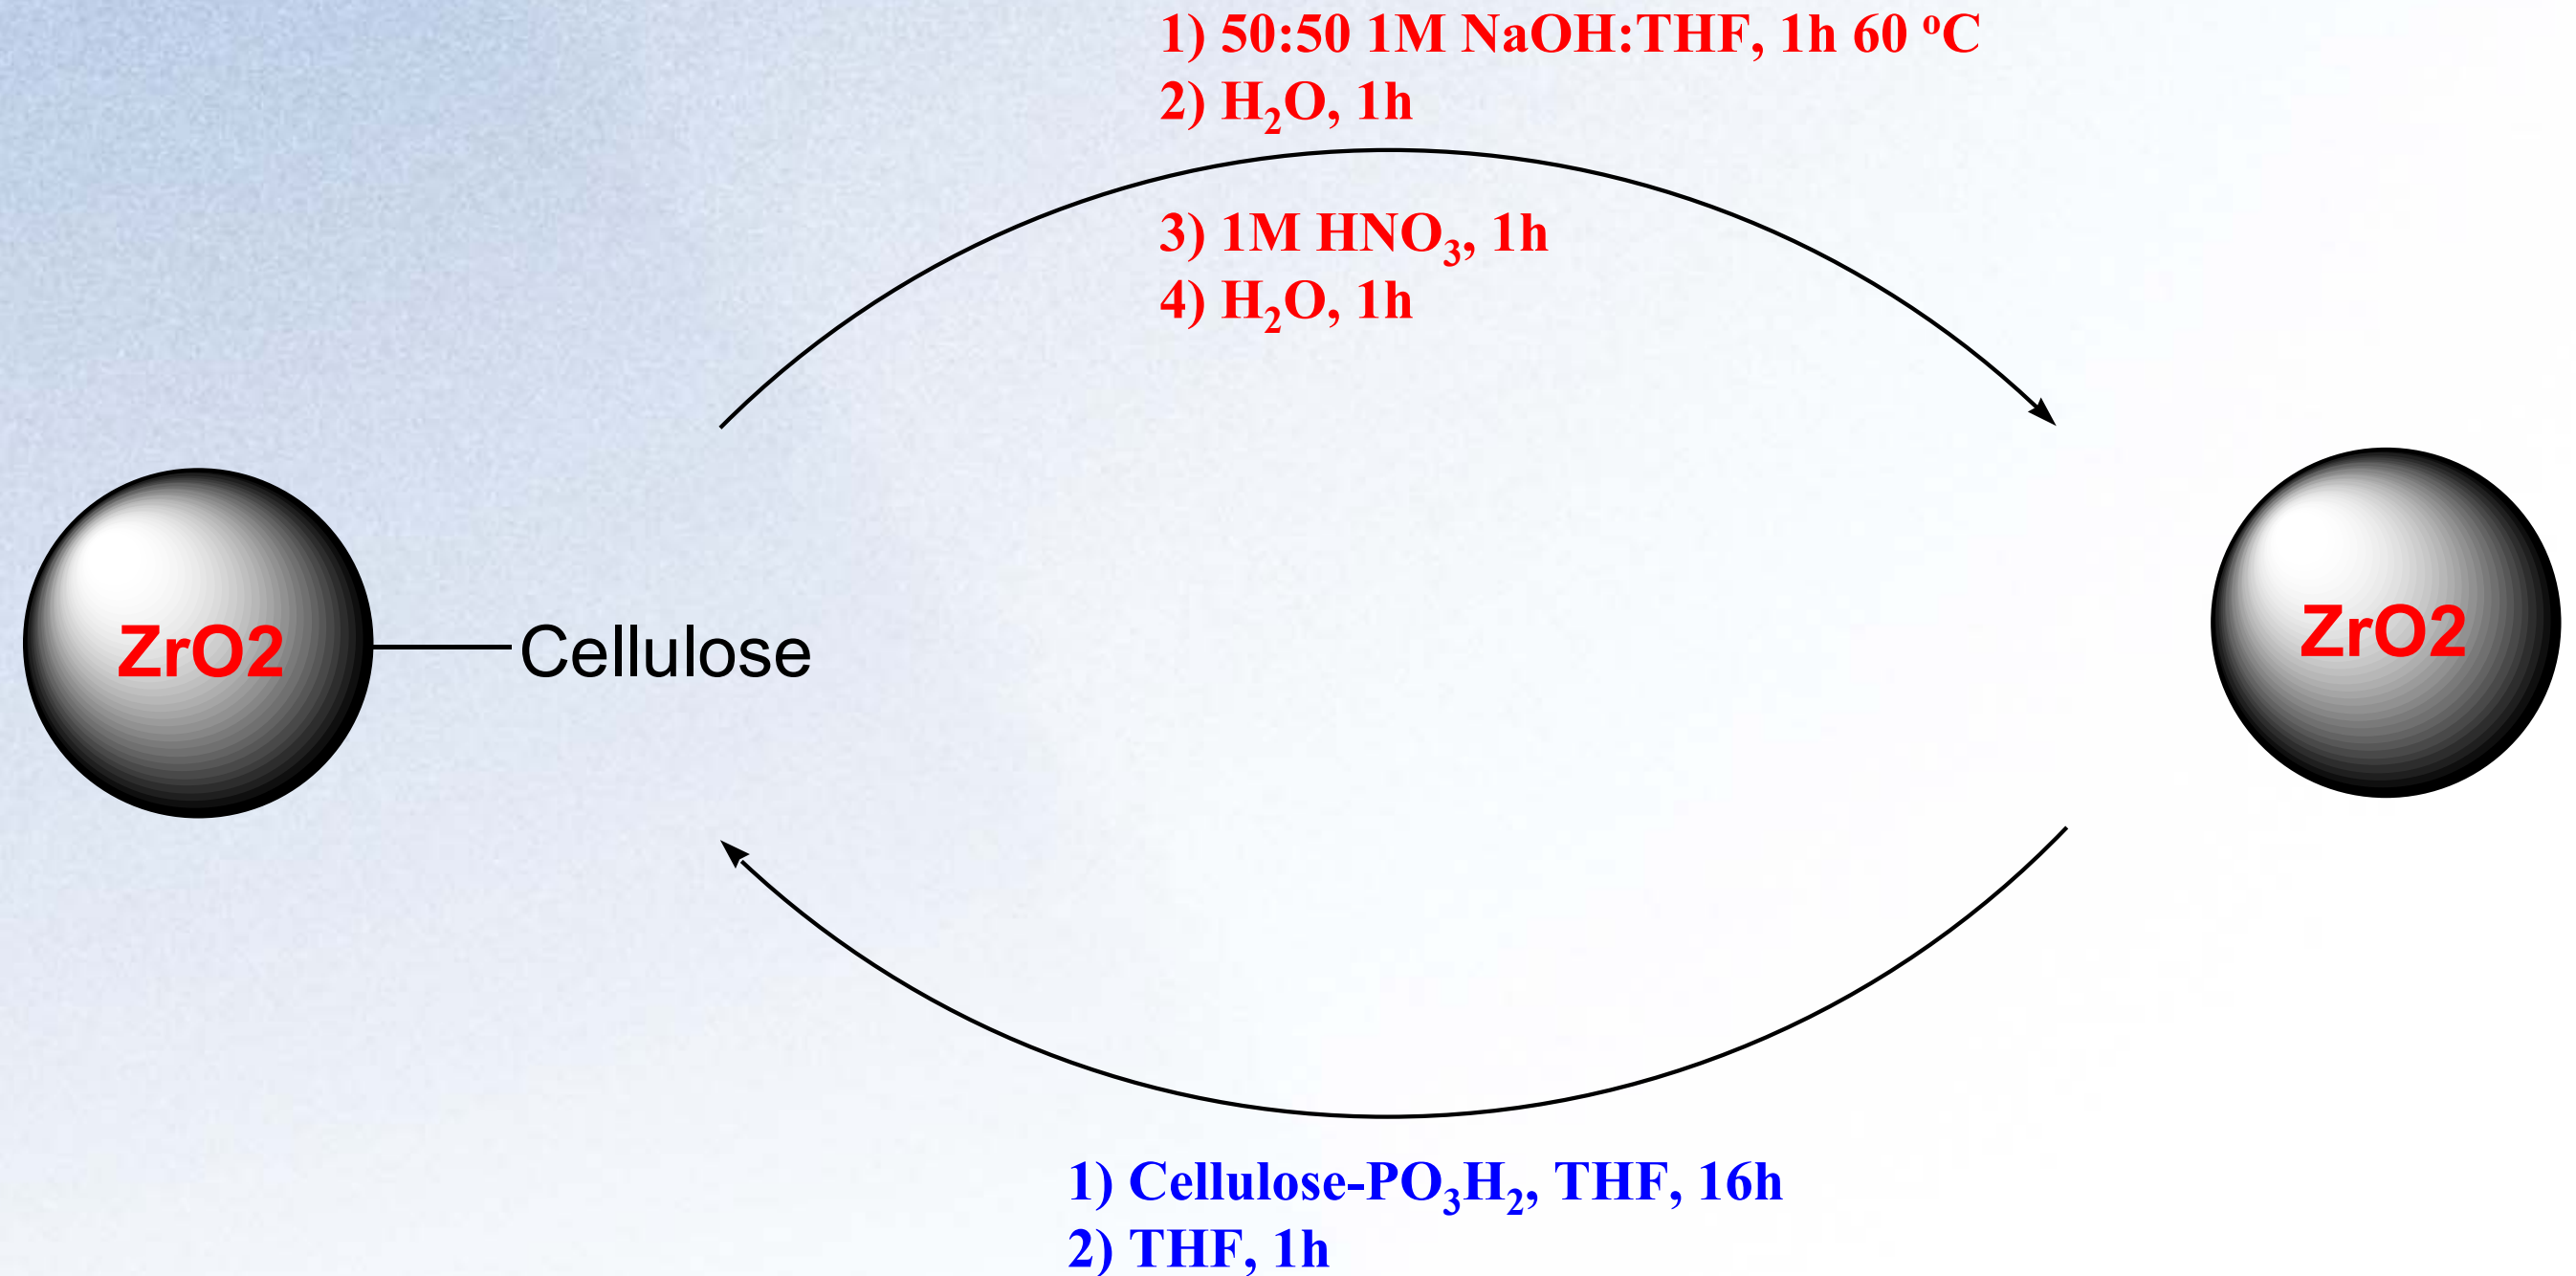 1) 50:50 1M NaOH:THF, 1h 60 °C
2) H₂O, 1h
3) 1M HNO₃, 1h
4) H₂O, 1h
ZrO2
Cellulose
ZrO2
1) Cellulose-PO₃H₂, THF, 16h
2) THF, 1h